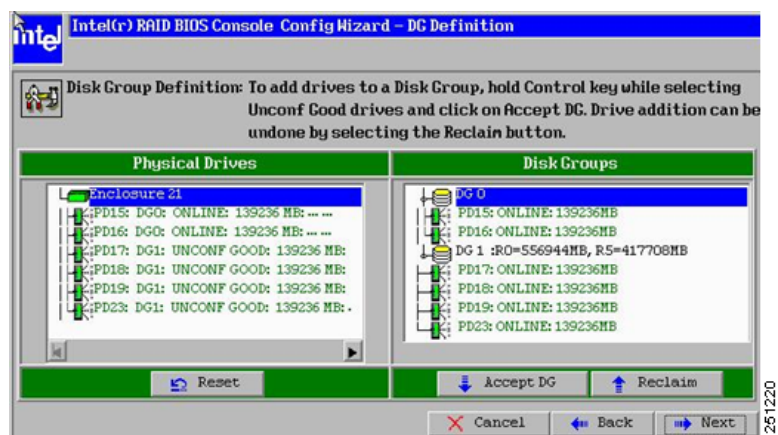 intel
Intel(r) RAID BIOS Console Config Wizard – DG Definition
Disk Group Definition: To add drives to a Disk Group, hold Control key while selecting
Unconf Good drives and click on Accept DG. Drive addition can be
undone by selecting the Reclaim button.
Physical Drives
Enclosure 21
PD15: DG0: ONLINE: 139236 MB: --- ---
PD16: DG0: ONLINE: 139236 MB: --- ---
PD17: DG1: UNCONF GOOD: 139236 MB:
PD18: DG1: UNCONF GOOD: 139236 MB:
PD19: DG1: UNCONF GOOD: 139236 MB:
PD23: DG1: UNCONF GOOD: 139236 MB: -
Reset
Disk Groups
DG 0
PD15: ONLINE: 139236MB
PD16: ONLINE: 139236MB
DG 1 :R0=556944MB, R5=417708MB
PD17: ONLINE: 139236MB
PD18: ONLINE: 139236MB
PD19: ONLINE: 139236MB
PD23: ONLINE: 139236MB
Accept DG
Reclaim
Cancel
Back
Next
251220